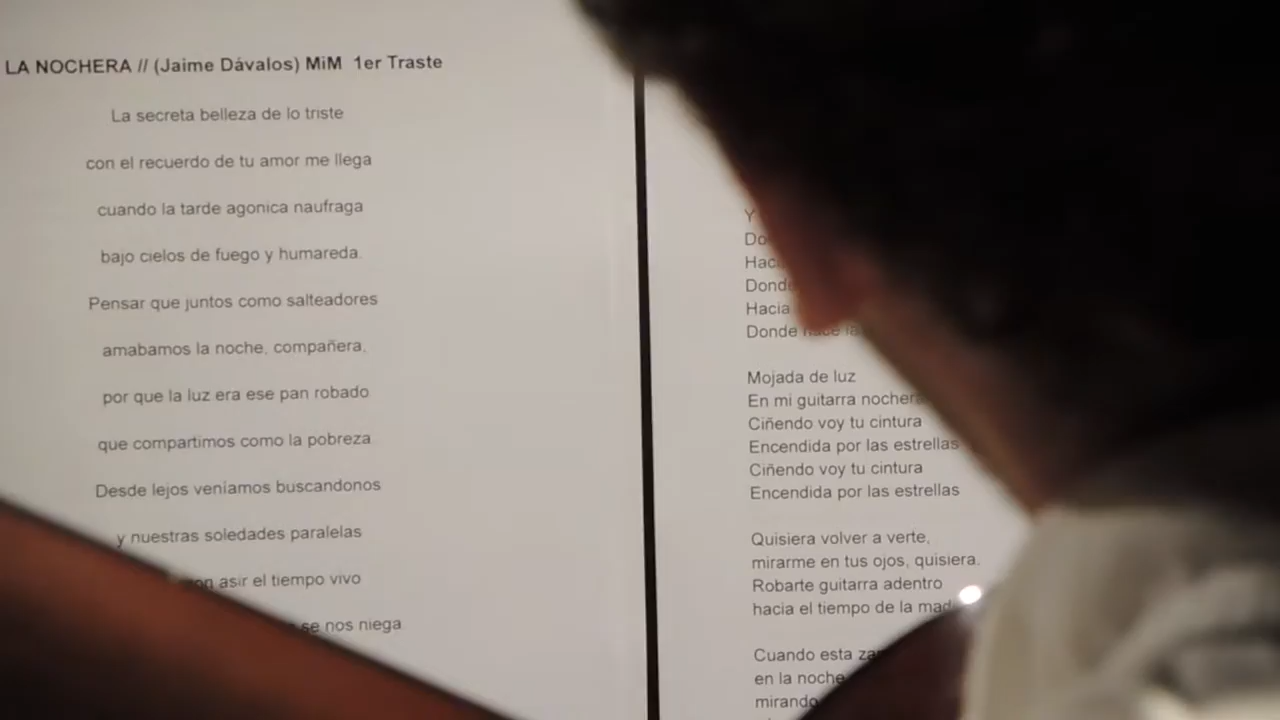 LA NOCHERA // (Jaime Dávalos) MiM 1er Traste
La secreta belleza de lo triste
con el recuerdo de tu amor me llega
cuando la tarde agonica naufraga
bajo cielos de fuego y humareda.
Pensar que juntos como salteadores
amabamos la noche, compañera,
por que la luz era ese pan robado
que compartimos como la pobreza
Desde lejos veníamos buscandonos
y nuestras soledades paralelas
asir el tiempo vivo
se nos niega
Y
Donde
Hacia
Donde
Mojada de luz
En mi guitarra nochera
Ciñendo voy tu cintura
Encendida por las estrellas
Ciñendo voy tu cintura
Encendida por las estrellas
Quisiera volver a verte,
mirarme en tus ojos, quisiera.
Robarte guitarra adentro
hacia el tiempo de la
Cuando esta
en la noche
mirando